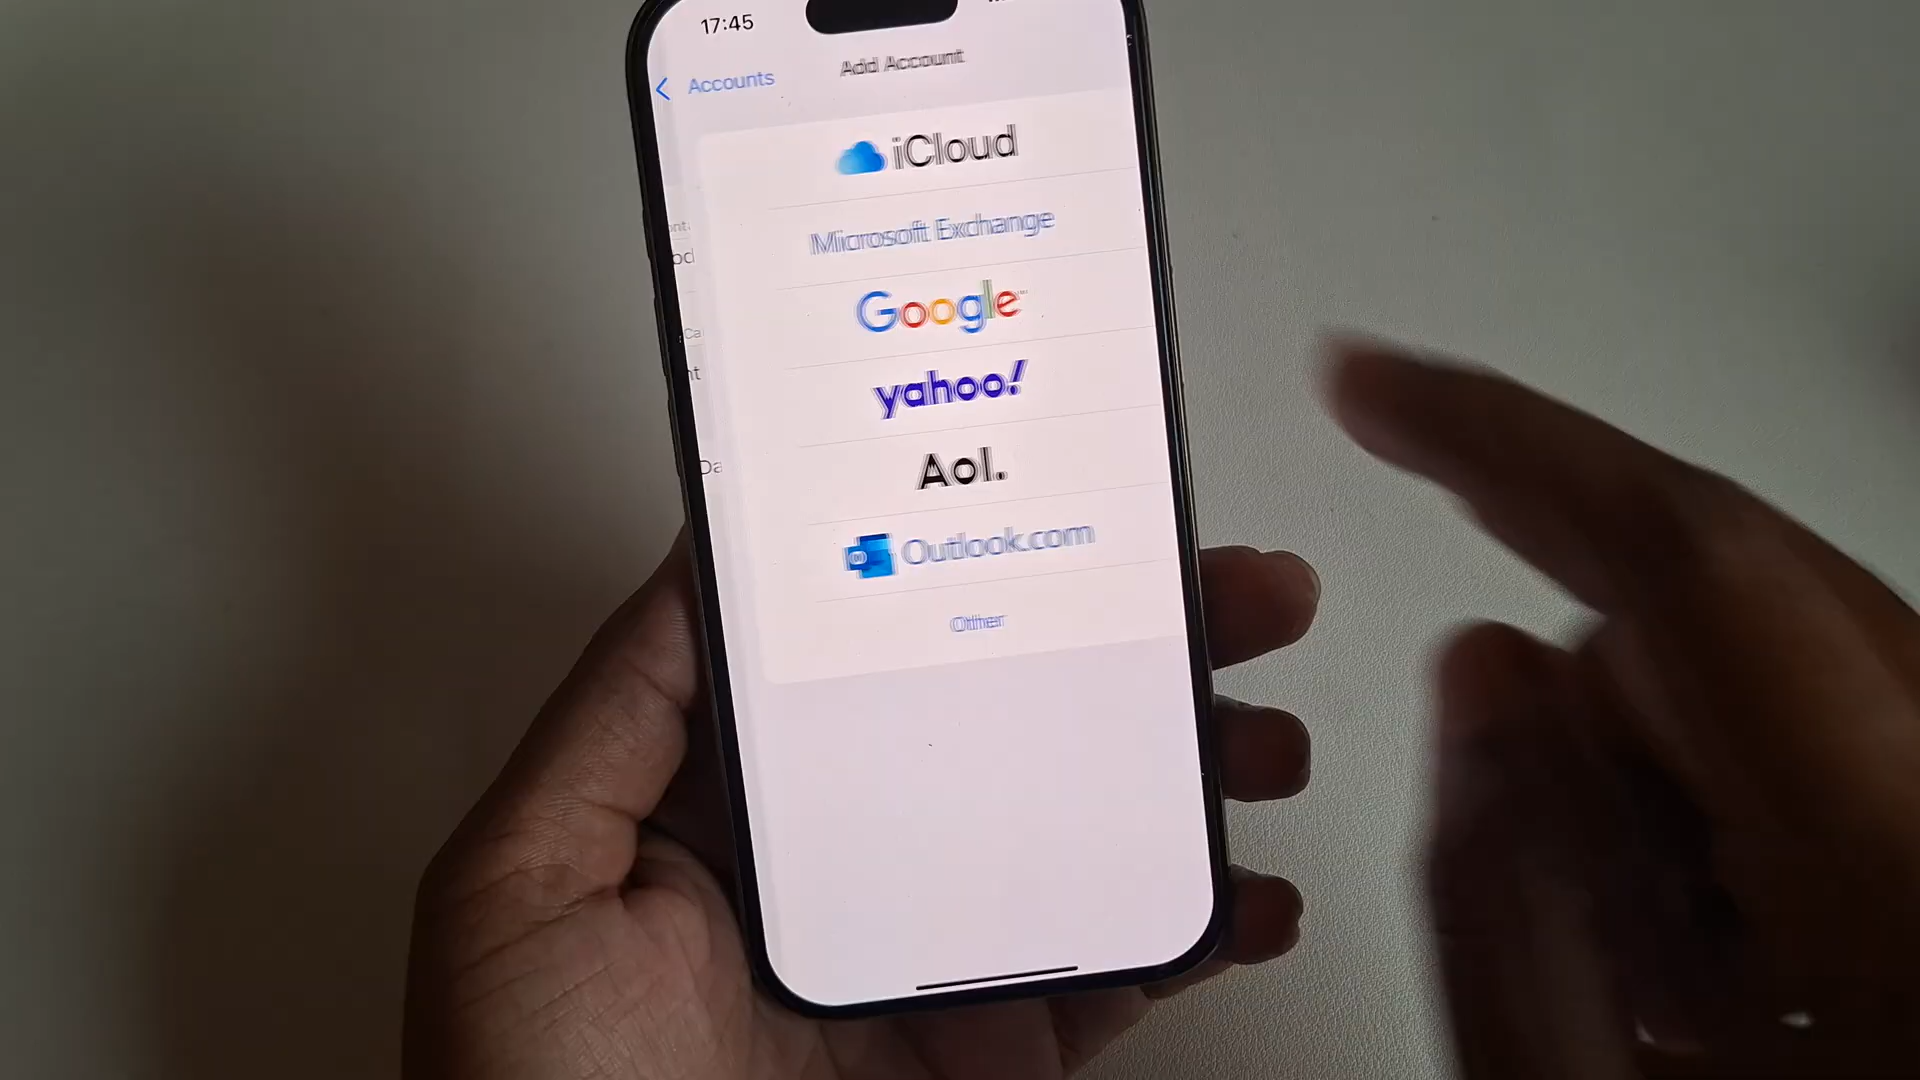 17:45
Accounts
Add Account
iCloud
Microsoft Exchange
Google
yahoo!
Aol.
Outlook.com
Other